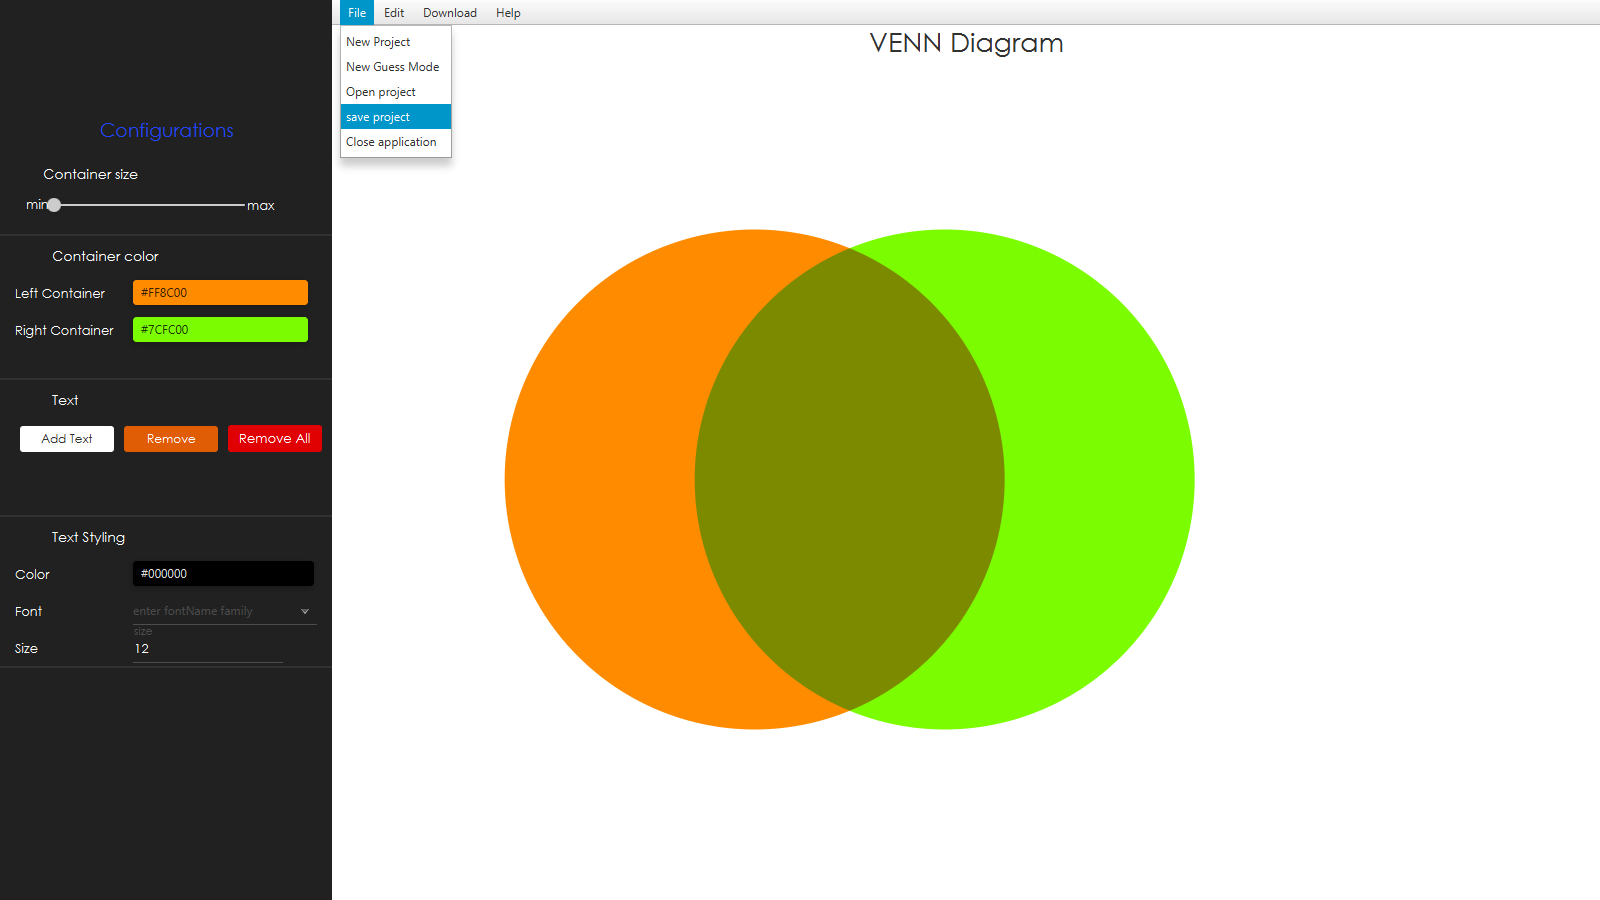 File Edit Download Help
New Project
New Guess Mode
Open project
save project
Close application
VENN Diagram
Configurations
Container size
min max
Container color
Left Container #FF8C00
Right Container #7CFC00
Text
Add Text Remove Remove All
Text Styling
Color #000000
Font enter fontName family
size
Size 12